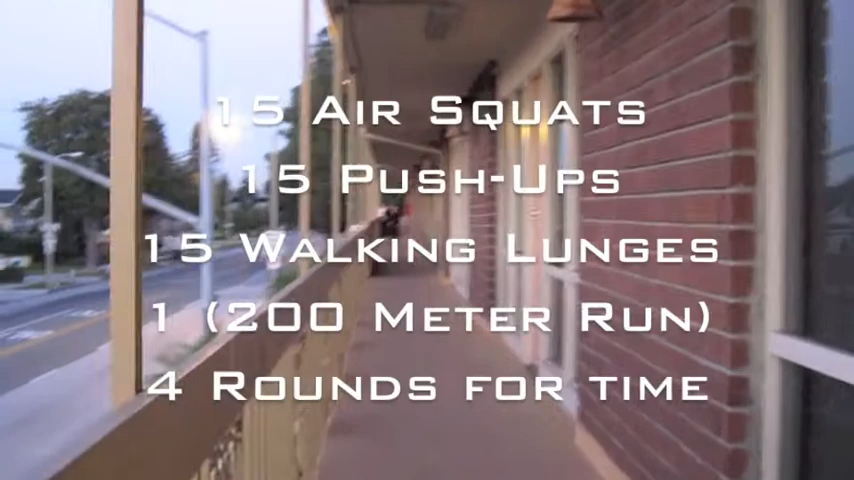 15 Air Squats
15 Push-Ups
15 Walking Lunges
1 (200 Meter Run)
4 Rounds for time